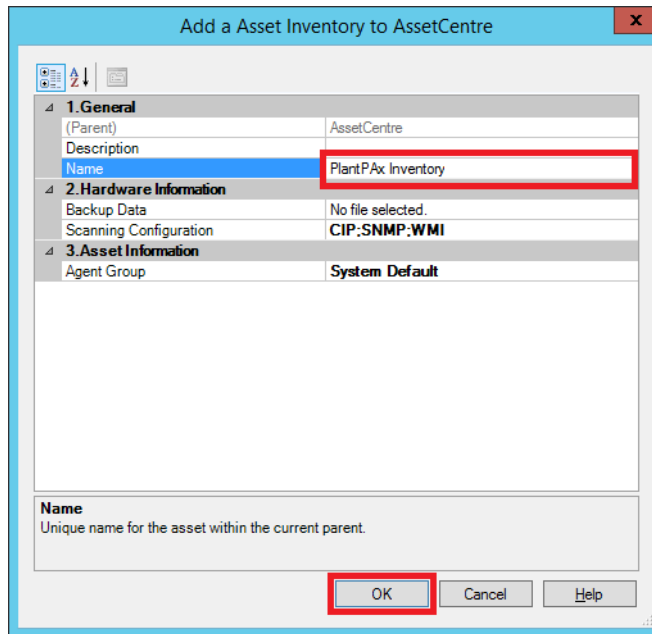 Add a Asset Inventory to AssetCentre
x
A
Z
1.General
(Parent) AssetCentre
Description
Name PlantPAx Inventory
2.Hardware Information
Backup Data No file selected.
Scanning Configuration CIP;SNMP;WMI
3.Asset Information
Agent Group System Default
Name
Unique name for the asset within the current parent.
OK Cancel Help